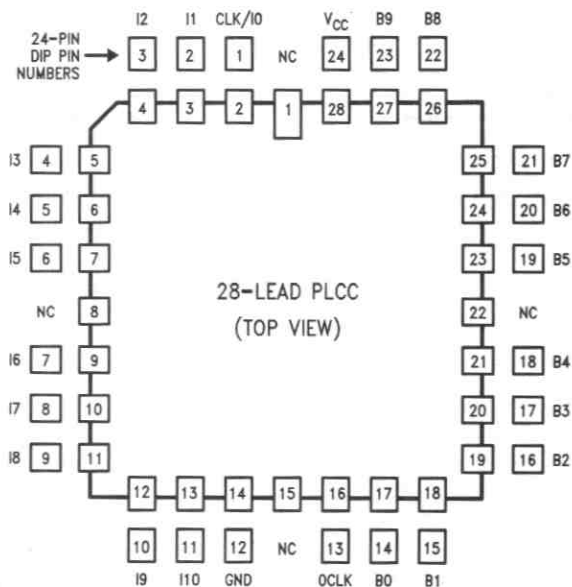 I2 I1 CLK/I0 VCC B9 B8
24-PIN DIP PIN NUMBERS 3 2 1 NC 24 23 22
4 3 2 1 28 27 26
I3 4 5 25 21 B7
I4 5 6 24 20 B6
I5 6 7 23 19 B5
NC 8 22 NC
28-LEAD PLCC
(TOP VIEW)
I6 7 9 21 18 B4
I7 8 10 20 17 B3
I8 9 11 19 16 B2
12 13 14 15 16 17 18
10 11 12 NC 13 14 15
I9 I10 GND OCLK B0 B1